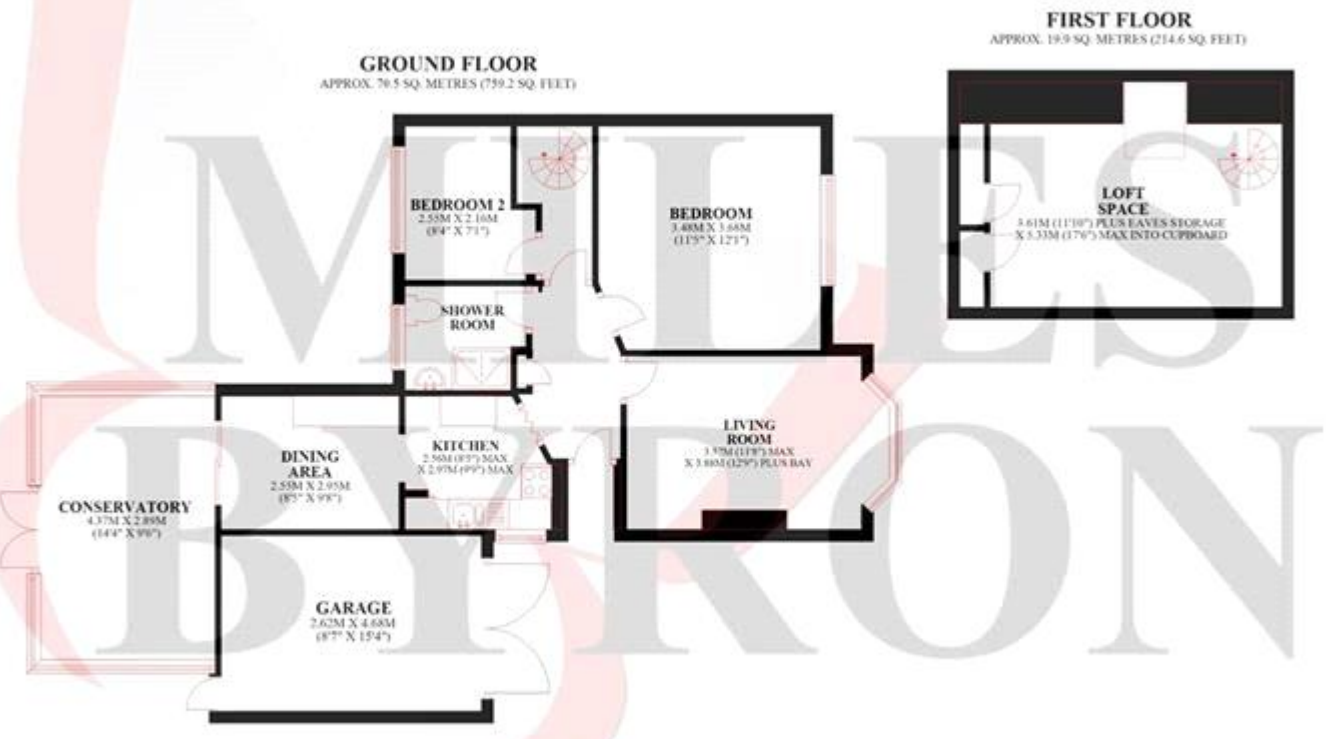 FIRST FLOOR
APPROX. 19.9 SQ. METRES (214.6 SQ. FEET)
GROUND FLOOR
APPROX. 70.5 SQ. METRES (759.2 SQ. FEET)
BEDROOM 2
2.55M X 2.16M
(8'4" X 7'1")
BEDROOM
3.48M X 3.68M
(11'5" X 12'1")
LOFT
SPACE
3.61M (11'10") PLUS EAVES STORAGE
X 5.33M (17'6") MAX INTO CUPBOARD
SHOWER
ROOM
LIVING
ROOM
3.57M (11'8") MAX
X 3.88M (12'9") PLUS BAY
KITCHEN
2.56M (8'5") MAX
X 2.97M (9'9") MAX
DINING
AREA
2.55M X 2.95M
(8'5" X 9'8")
CONSERVATORY
4.37M X 2.89M
(14'4" X 9'6")
GARAGE
2.62M X 4.68M
(8'7" X 15'4")
MILES
BYRON